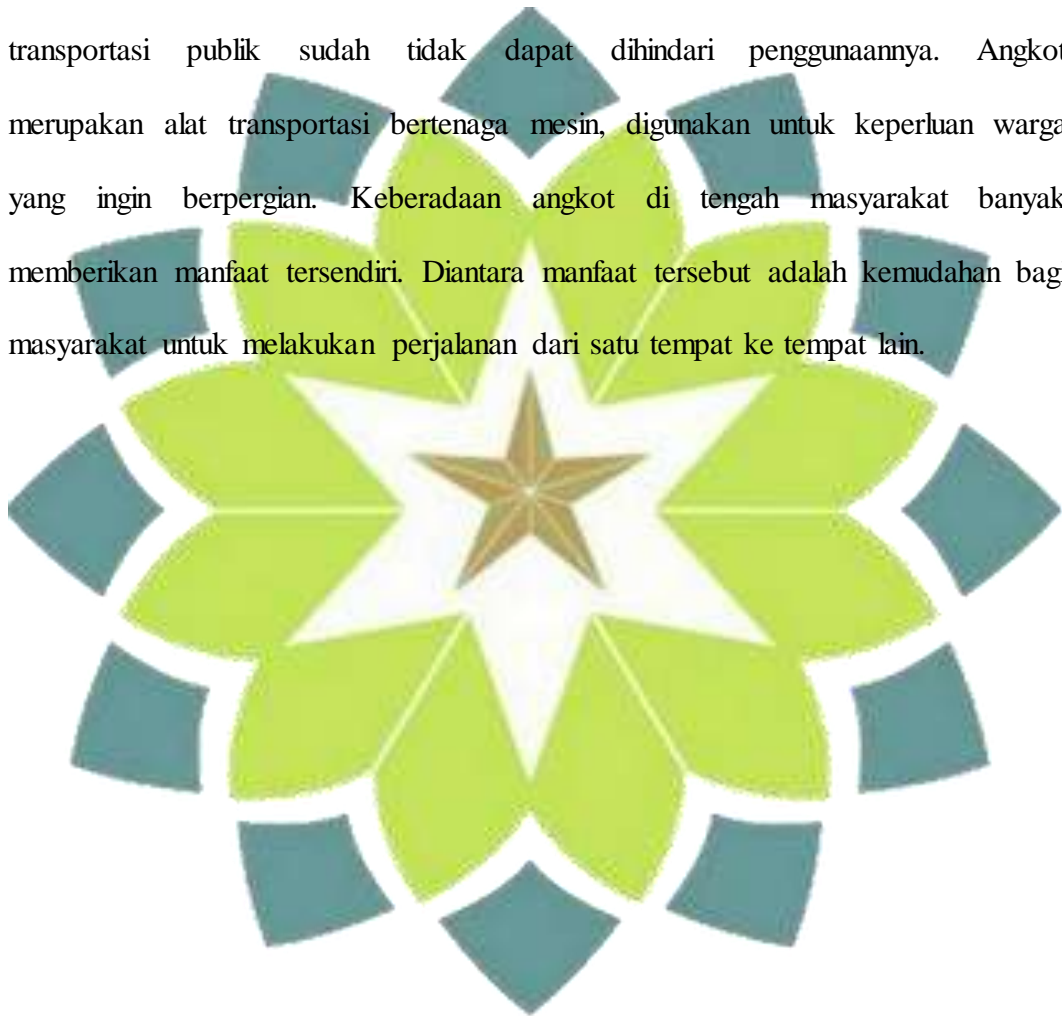 transportasi publik sudah tidak dapat dihindari penggunaannya. Angkot
merupakan alat transportasi bertenaga mesin, digunakan untuk keperluan warga
yang ingin berpergian. Keberadaan angkot di tengah masyarakat banyak
memberikan manfaat tersendiri. Diantara manfaat tersebut adalah kemudahan bag
masyarakat untuk melakukan perjalanan dari satu tempat ke tempat lain.